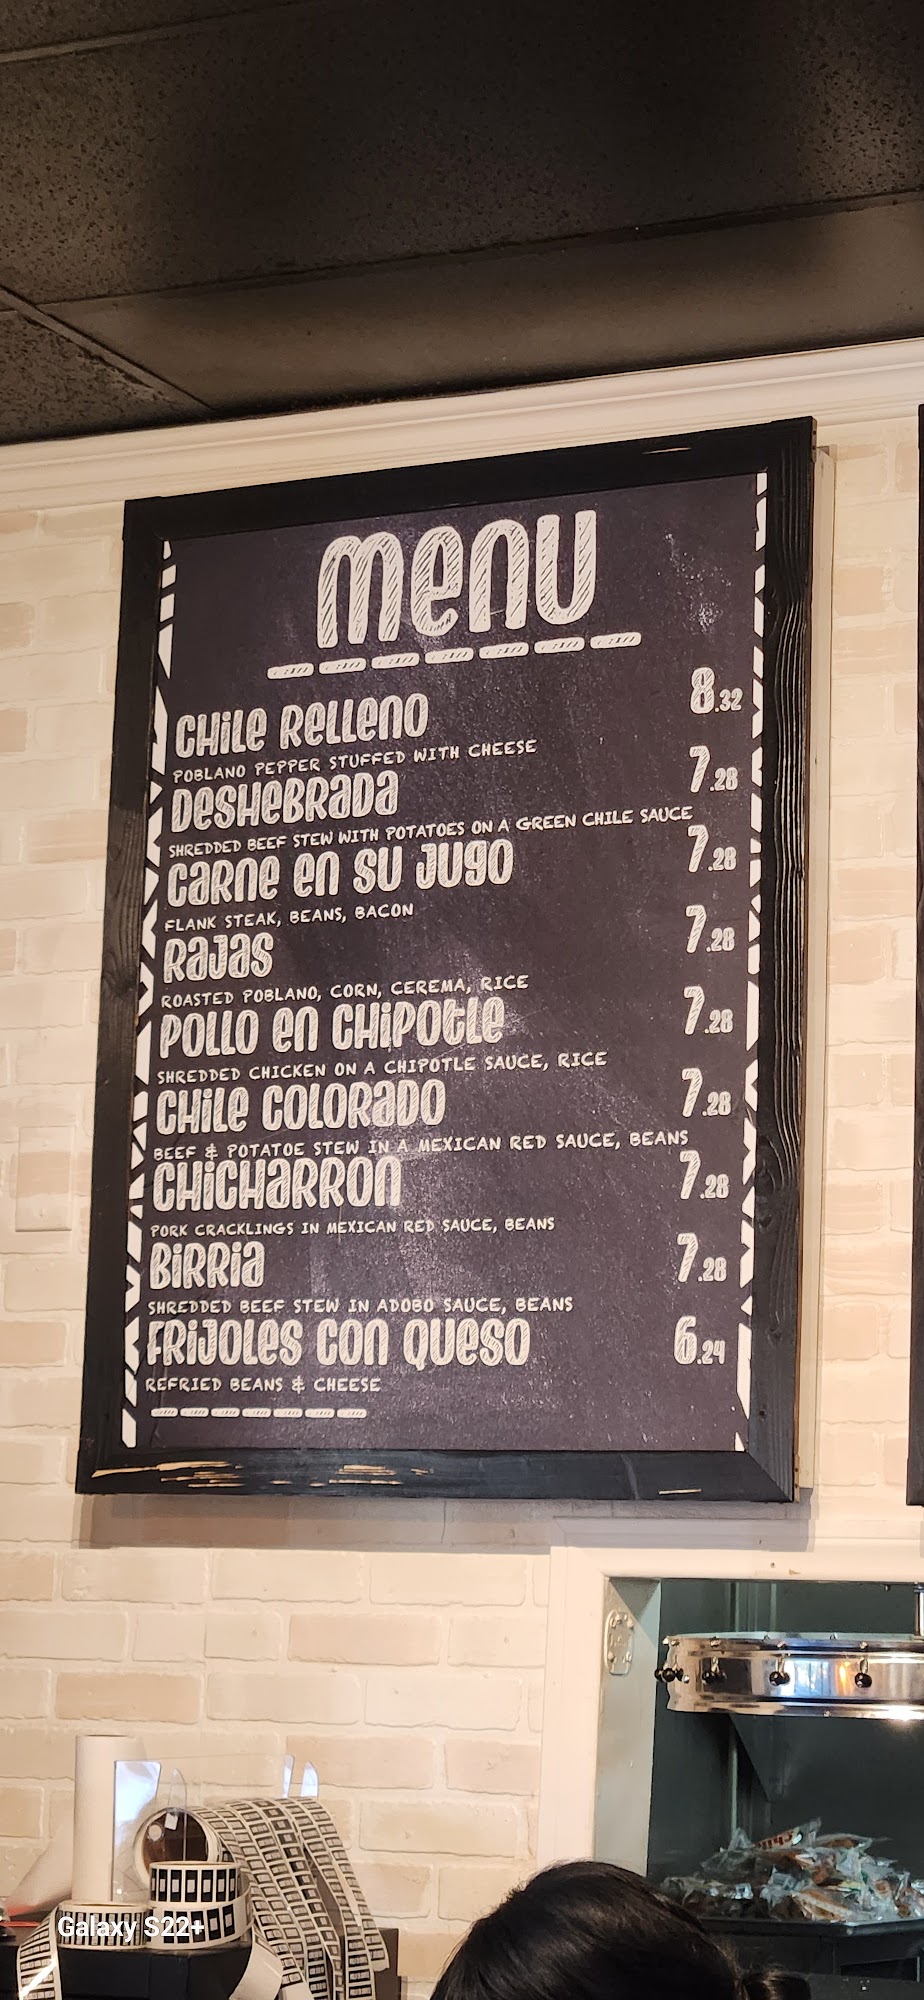 Menu
CHile Relleno 8.32
POBLANO PEPPER STUFFED WITH CHEESE
DesHeBRada 7.28
SHREDDED BEEF STEW WITH POTATOES ON A GREEN CHILE SAUCE
Carne en su Jugo 7.28
FLANK STEAK, BEANS, BACON
Rajas 7.28
ROASTED POBLANO, CORN, CEREMA, RICE
Pollo en CHipotle 7.28
SHREDDED CHICKEN ON A CHIPOTLE SAUCE, RICE
CHile ColoRado 7.28
BEEF & POTATOE STEW IN A MEXICAN RED SAUCE, BEANS
CHiCHaRRon 7.28
PORK CRACKLINGS IN MEXICAN RED SAUCE, BEANS
BiRRia 7.28
SHREDDED BEEF STEW IN ADOBO SAUCE, BEANS
FRiJoles con Queso 6.24
REFRIED BEANS & CHEESE
Galaxy S22+